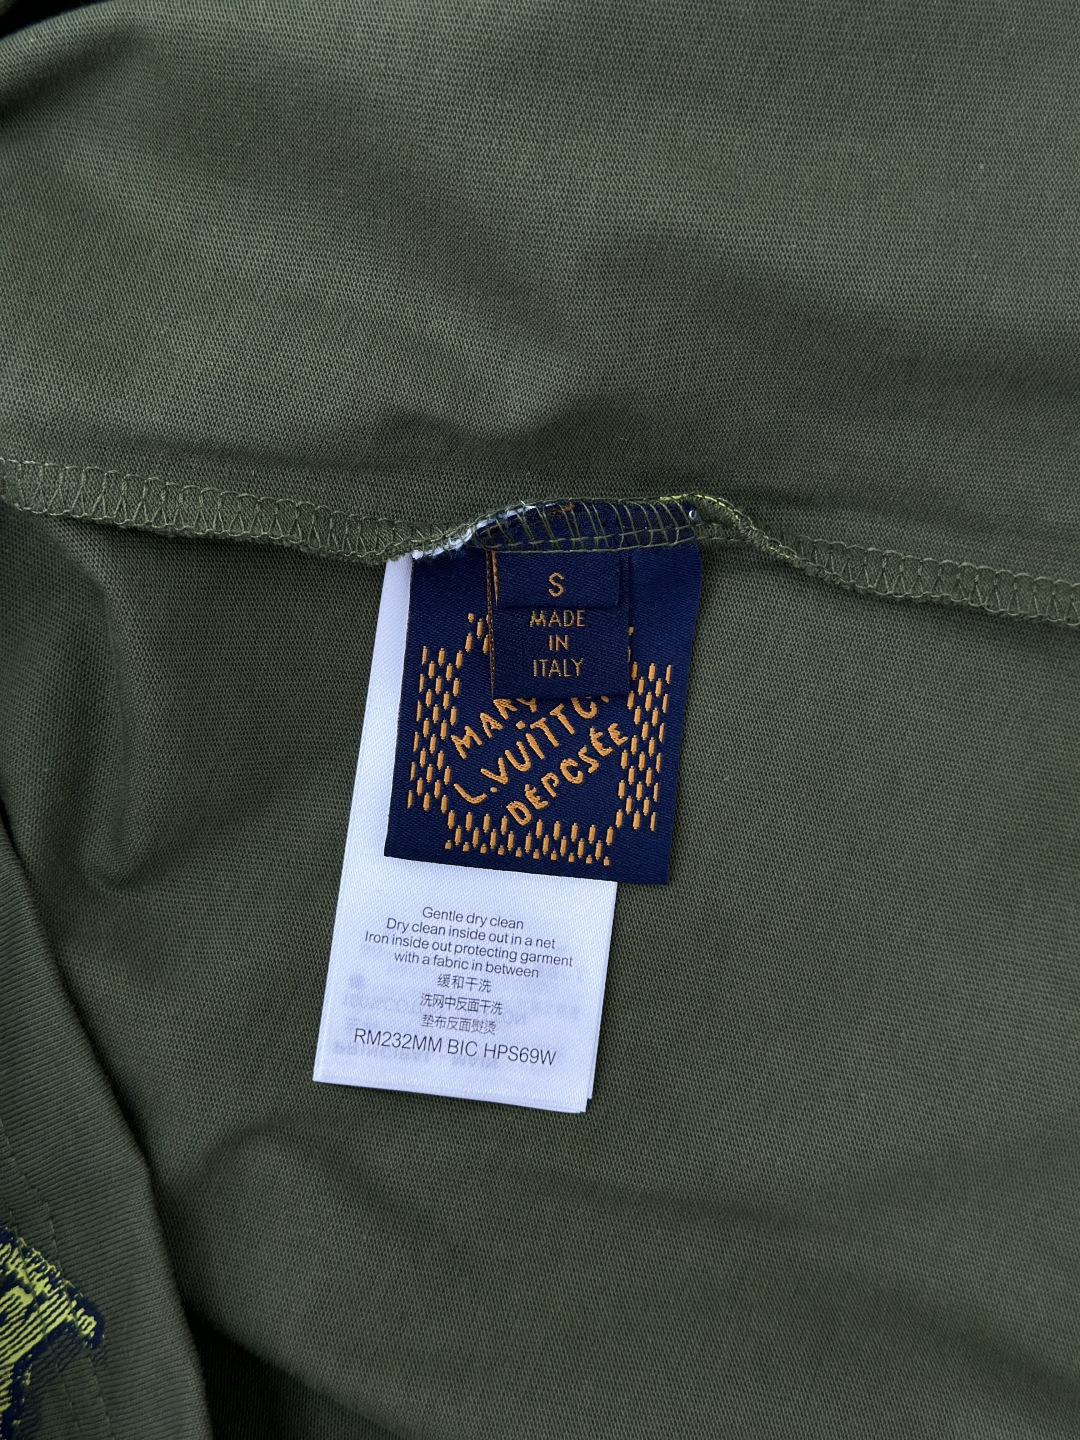 S
MADE
IN
ITALY
L.VUITTO
DÉPOSÉE
Gentle dry clean
Dry clean inside out in a net
Iron inside out protecting garment
with a fabric in between
缓和干洗
洗网中反面干洗
垫布反面熨烫
RM232MM BIC HPS69W